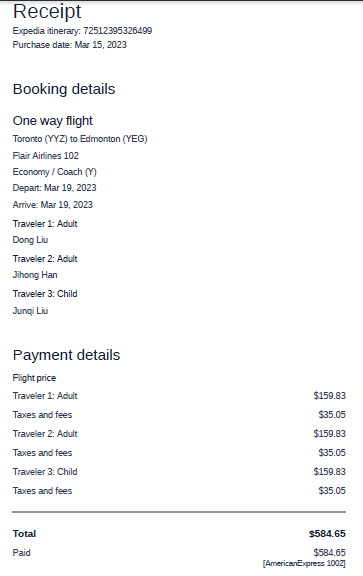 Receipt
Expedia itinerary: 72512395326499
Purchase date: Mar 15, 2023
Booking details
One way flight
Toronto (YYZ) to Edmonton (YEG)
Flair Airlines 102
Economy / Coach (Y)
Depart: Mar 19, 2023
Arrive: Mar 19, 2023
Traveler 1: Adult
Dong Liu
Traveler 2: Adult
Jihong Han
Traveler 3: Child
Junqi Liu
Payment details
Flight price
Traveler 1: Adult $159.83
Taxes and fees $35.05
Traveler 2: Adult $159.83
Taxes and fees $35.05
Traveler 3: Child $159.83
Taxes and fees $35.05
Total $584.65
Paid $584.65
[AmericanExpress 1002]